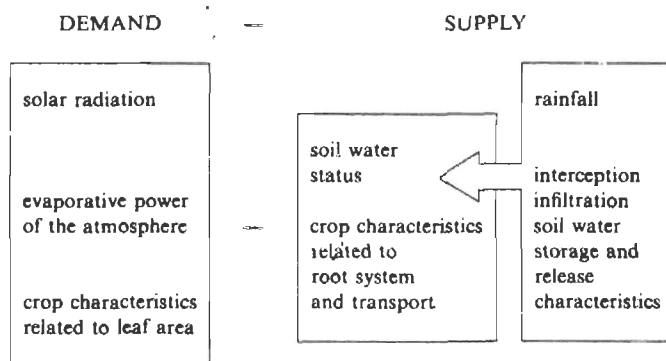 DEMAND = SUPPLY
solar radiation
evaporative power
of the atmosphere
crop characteristics
related to leaf area
=
soil water
status
crop characteristics
related to
root system
and transport
rainfall
interception
infiltration
soil water
storage and
release
characteristics